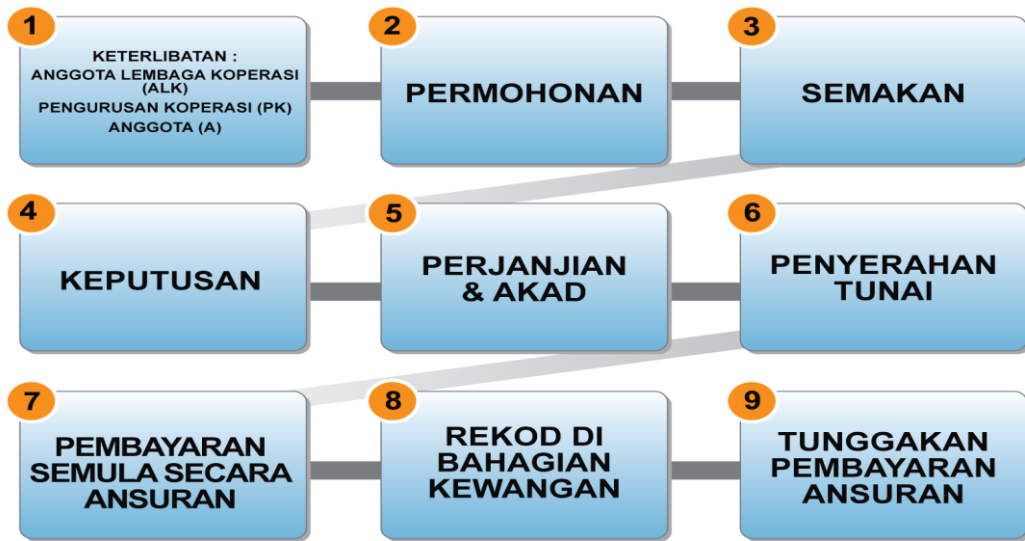 1
KETERLIBATAN :
ANGGOTA LEMBAGA KOPERASI
(ALK)
PENGURUSAN KOPERASI (PK)
ANGGOTA (A)
2
PERMOHONAN
3
SEMAKAN
4
KEPUTUSAN
5
PERJANJIAN
& AKAD
6
PENYERAHAN
TUNAI
7
PEMBAYARAN
SEMULA SECARA
ANSURAN
8
REKOD DI
BAHAGIAN
KEWANGAN
9
TUNGGAKAN
PEMBAYARAN
ANSURAN